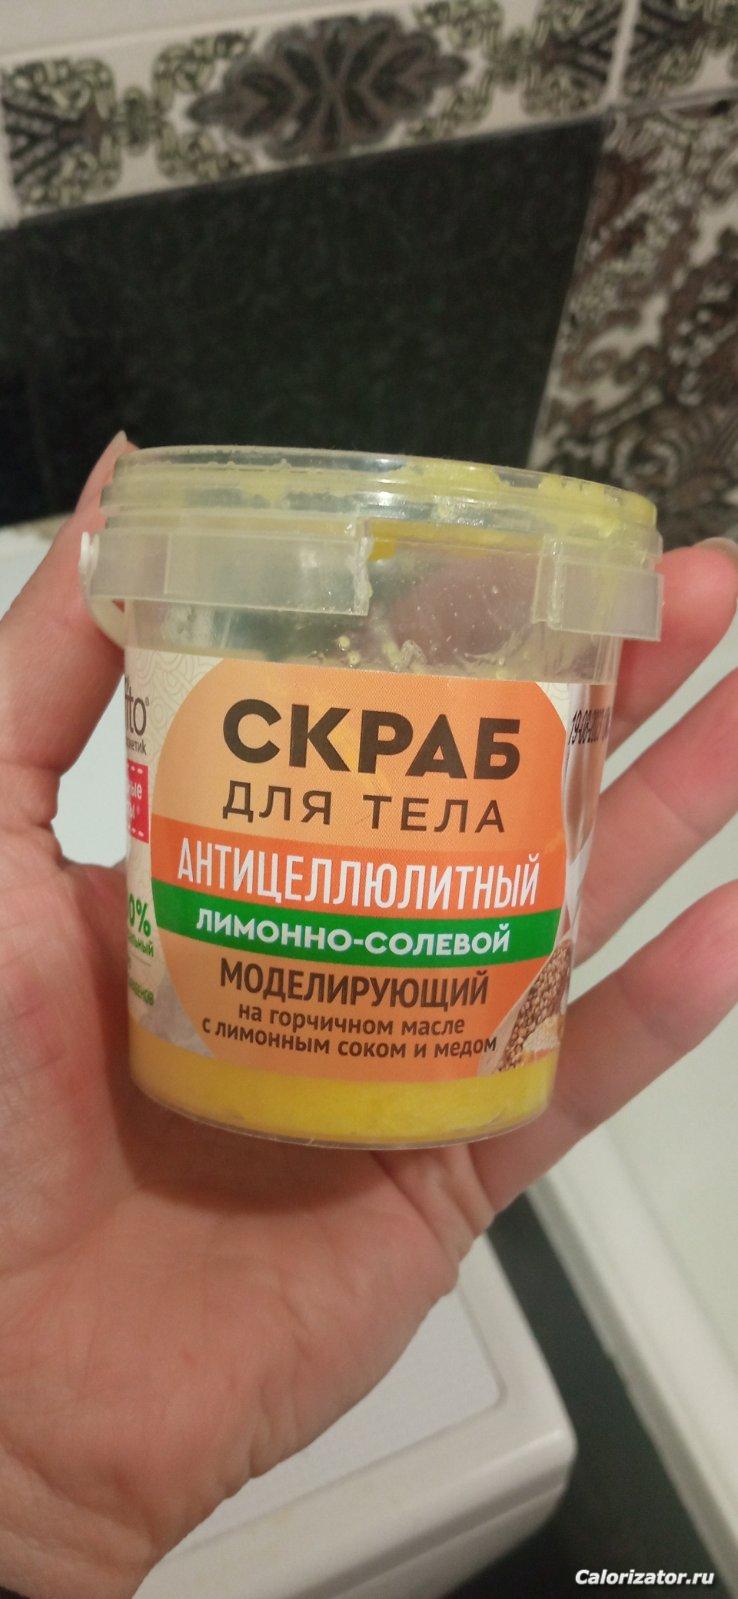 СКРАБ
ДЛЯ ТЕЛА
АНТИЦЕЛЛЮЛИТНЫЙ
ЛИМОННО-СОЛЕВОЙ
МОДЕЛИРУЮЩИЙ
на горчичном масле
с лимонным соком и медом
Calorizator.ru